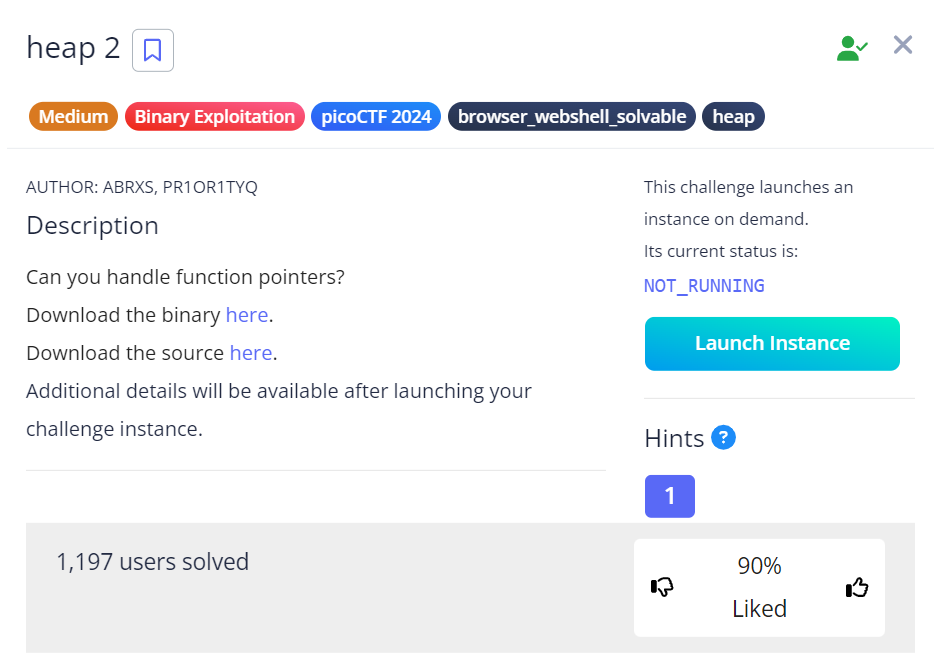 heap 2
Medium
Binary Exploitation
picoCTF 2024
browser_webshell_solvable
heap
AUTHOR: ABRXS, PR1OR1TYQ
Description
Can you handle function pointers?
Download the binary here.
Download the source here.
Additional details will be available after launching your
challenge instance.
This challenge launches an
instance on demand.
Its current status is:
NOT_RUNNING
Launch Instance
Hints ?
1
1,197 users solved
90%
Liked